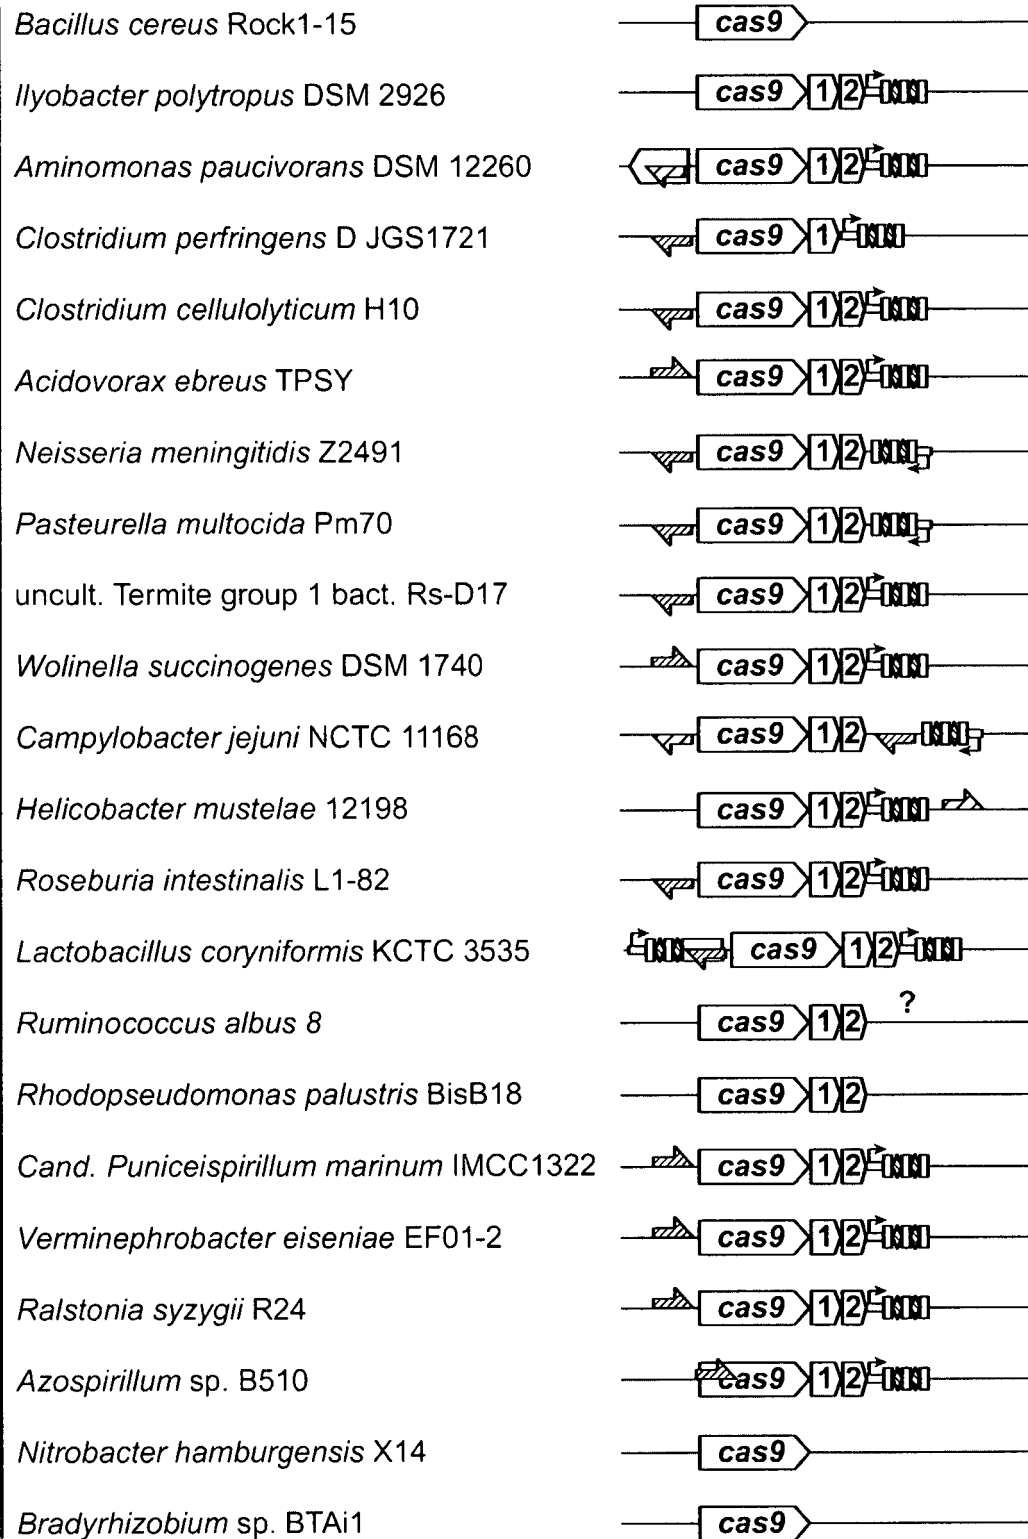 Bacillus cereus Rock1-15 cas9
Ilyobacter polytropus DSM 2926 cas9 1 2
Aminomonas paucivorans DSM 12260 cas9 1 2
Clostridium perfringens D JGS1721 cas9 1
Clostridium cellulolyticum H10 cas9 1 2
Acidovorax ebreus TPSY cas9 1 2
Neisseria meningitidis Z2491 cas9 1 2
Pasteurella multocida Pm70 cas9 1 2
uncult. Termite group 1 bact. Rs-D17 cas9 1 2
Wolinella succinogenes DSM 1740 cas9 1 2
Campylobacter jejuni NCTC 11168 cas9 1 2
Helicobacter mustelae 12198 cas9 1 2
Roseburia intestinalis L1-82 cas9 1 2
Lactobacillus coryniformis KCTC 3535 cas9 1 2
Ruminococcus albus 8 cas9 1 2 ?
Rhodopseudomonas palustris BisB18 cas9 1 2
Cand. Puniceispirillum marinum IMCC1322 cas9 1 2
Verminephrobacter eiseniae EF01-2 cas9 1 2
Ralstonia syzygii R24 cas9 1 2
Azospirillum sp. B510 cas9 1 2
Nitrobacter hamburgensis X14 cas9
Bradyrhizobium sp. BTAi1 cas9